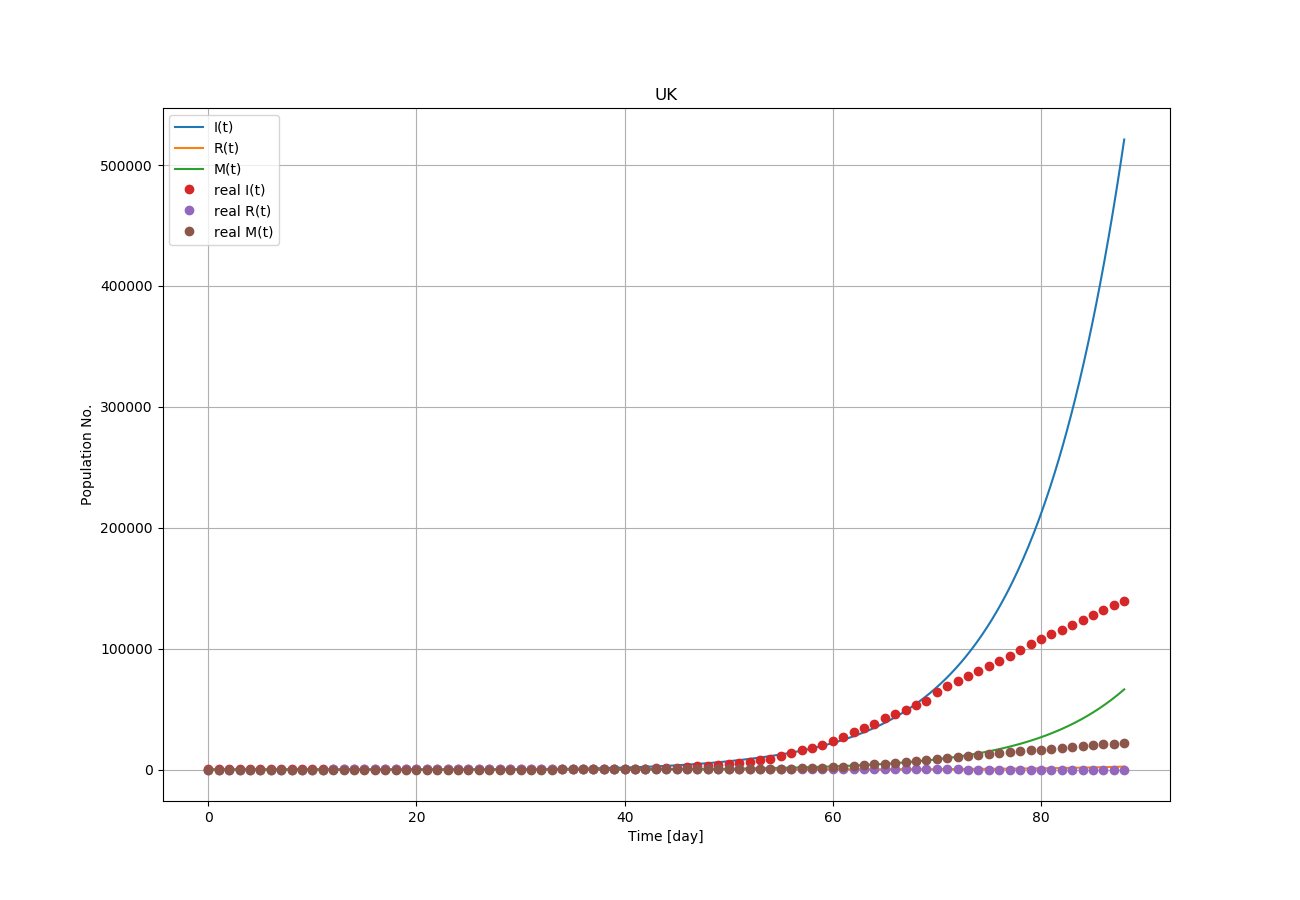 UK
I(t)
R(t)
M(t)
real I(t)
real R(t)
real M(t)
500000
400000
300000
200000
100000
0
Population No.
0 20 40 60 80
Time [day]